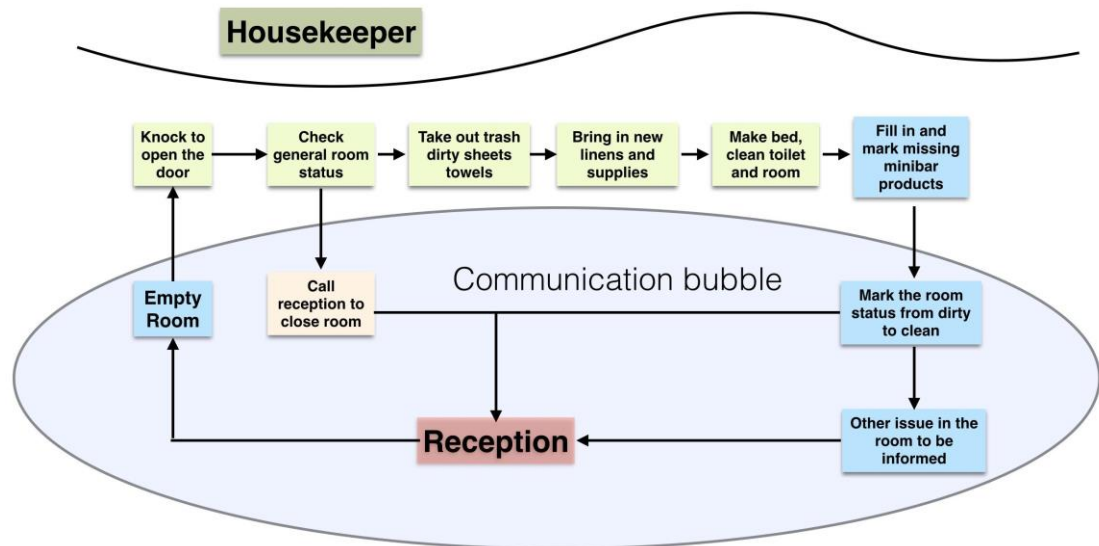 Housekeeper
Knock to
open the
door
Check
general room
status
Take out trash
dirty sheets
towels
Bring in new
linens and
supplies
Make bed,
clean toilet
and room
Fill in and
mark missing
minibar
products
Communication bubble
Empty
Room
Call
reception to
close room
Mark the room
status from dirty
to clean
Reception
Other issue in the
room to be
informed